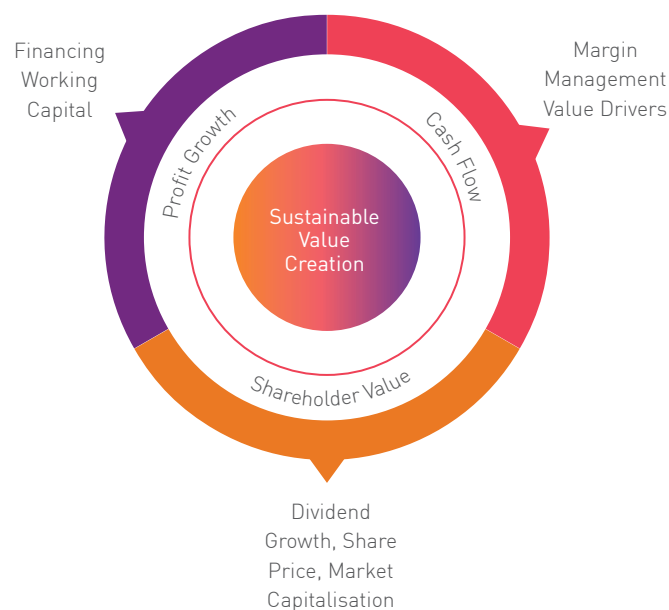 Financing
Working
Capital
Margin
Management
Value Drivers
Profit Growth
Cash Flow
Sustainable
Value
Creation
Shareholder Value
Dividend
Growth, Share
Price, Market
Capitalisation